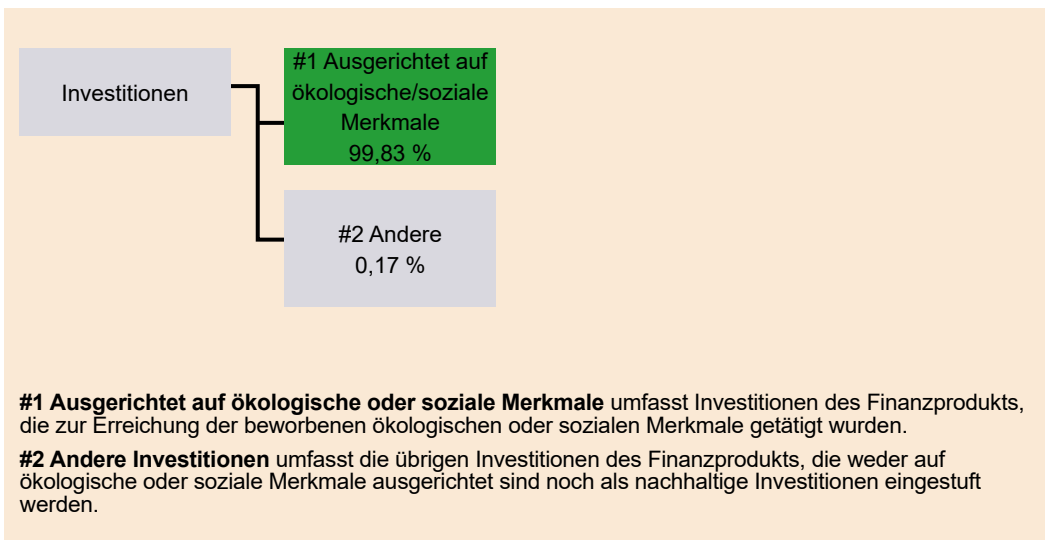 Investitionen
#1 Ausgerichtet auf
ökologische/soziale
Merkmale
99,83 %
#2 Andere
0,17 %
#1 Ausgerichtet auf ökologische oder soziale Merkmale umfasst Investitionen des Finanzprodukts,
die zur Erreichung der beworbenen ökologischen oder sozialen Merkmale getätigt wurden.
#2 Andere Investitionen umfasst die übrigen Investitionen des Finanzprodukts, die weder auf
ökologische oder soziale Merkmale ausgerichtet sind noch als nachhaltige Investitionen eingestuft
werden.